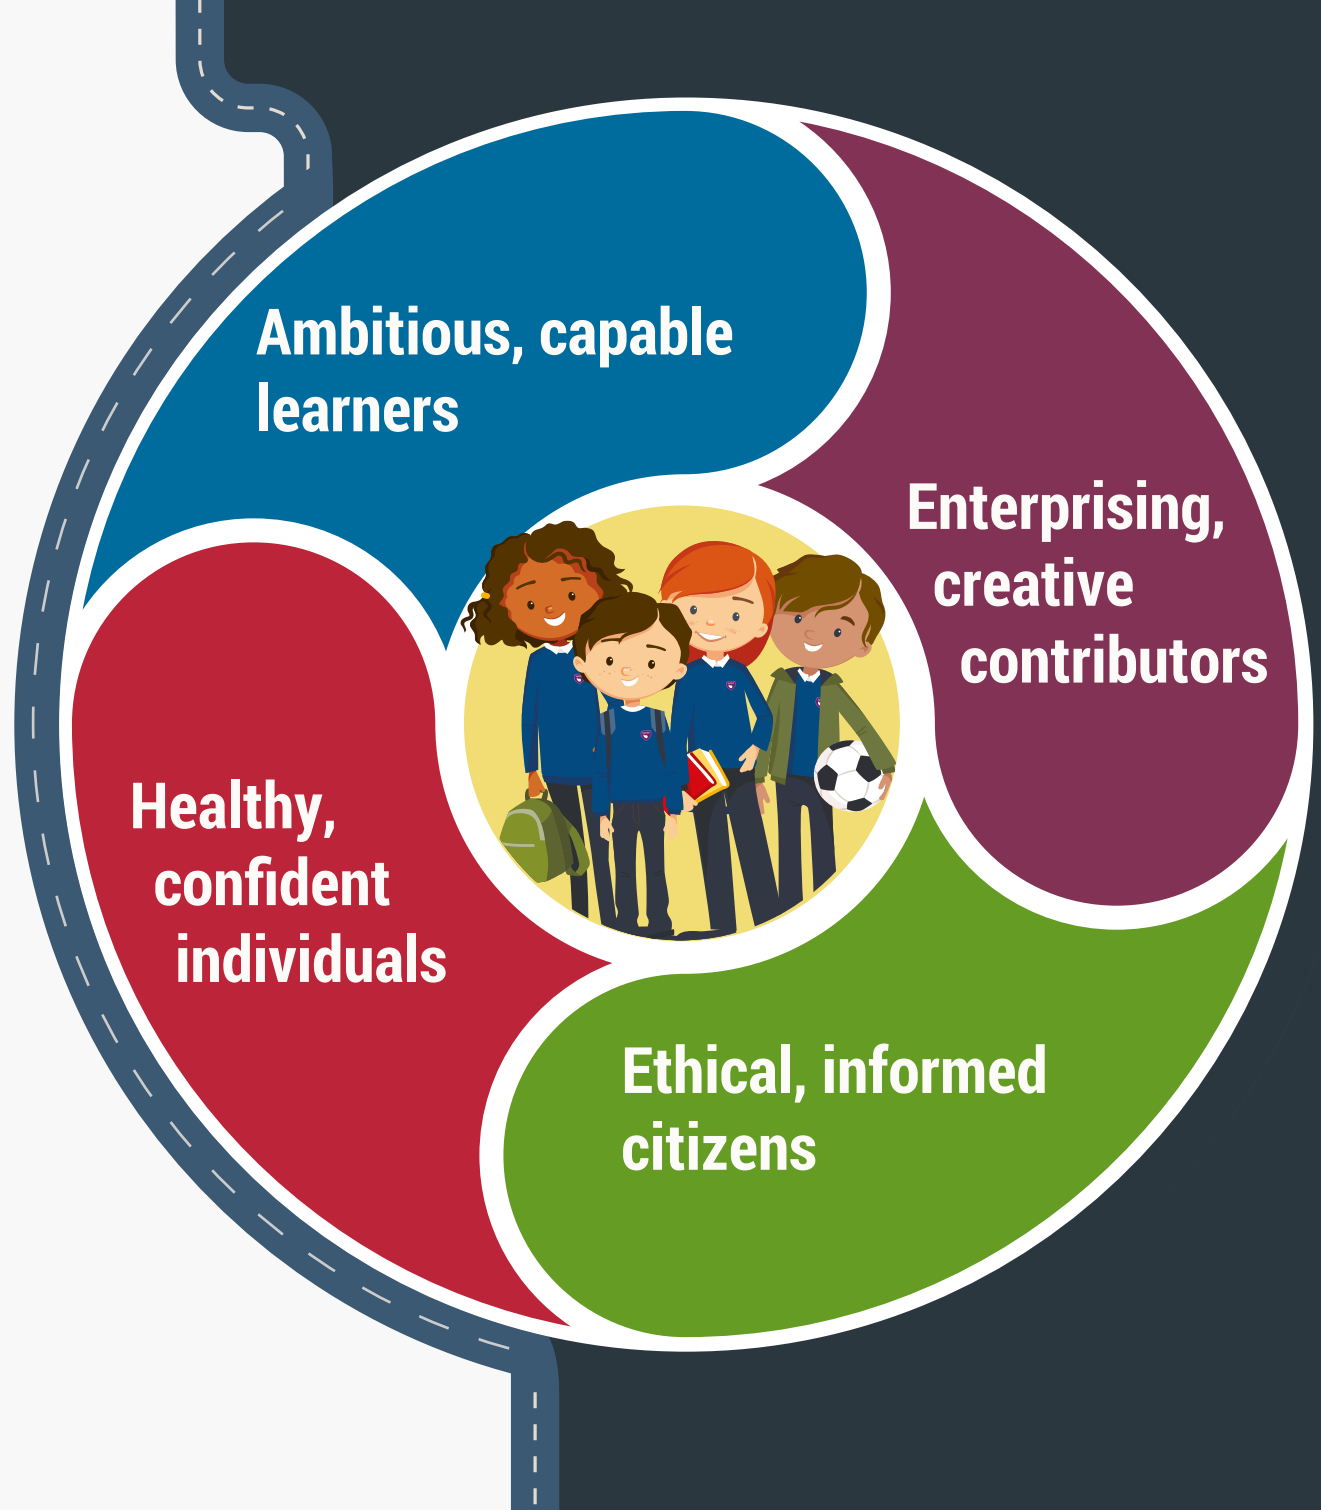 Ambitious, capable
learners
Enterprising,
creative
contributors
Healthy,
confident
individuals
Ethical, informed
citizens